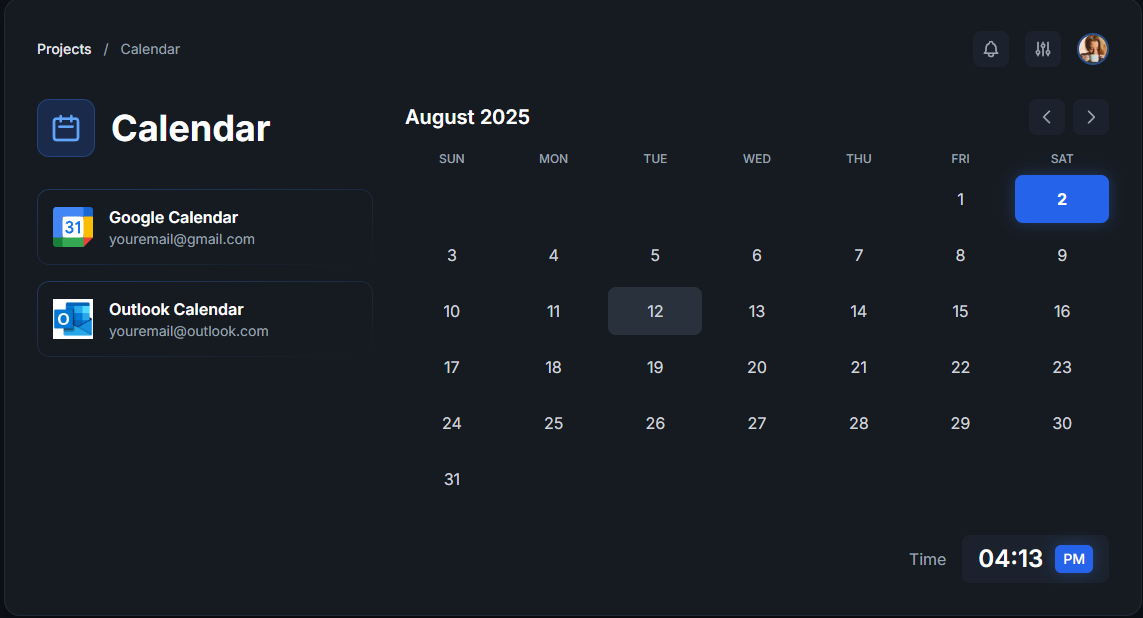 Projects / Calendar
Calendar
Google Calendar
youremail@gmail.com
31
Outlook Calendar
youremail@outlook.com
O
August 2025
SUN MON TUE WED THU FRI SAT
1 2
3 4 5 6 7 8 9
10 11 12 13 14 15 16
17 18 19 20 21 22 23
24 25 26 27 28 29 30
31
Time 04:13 PM